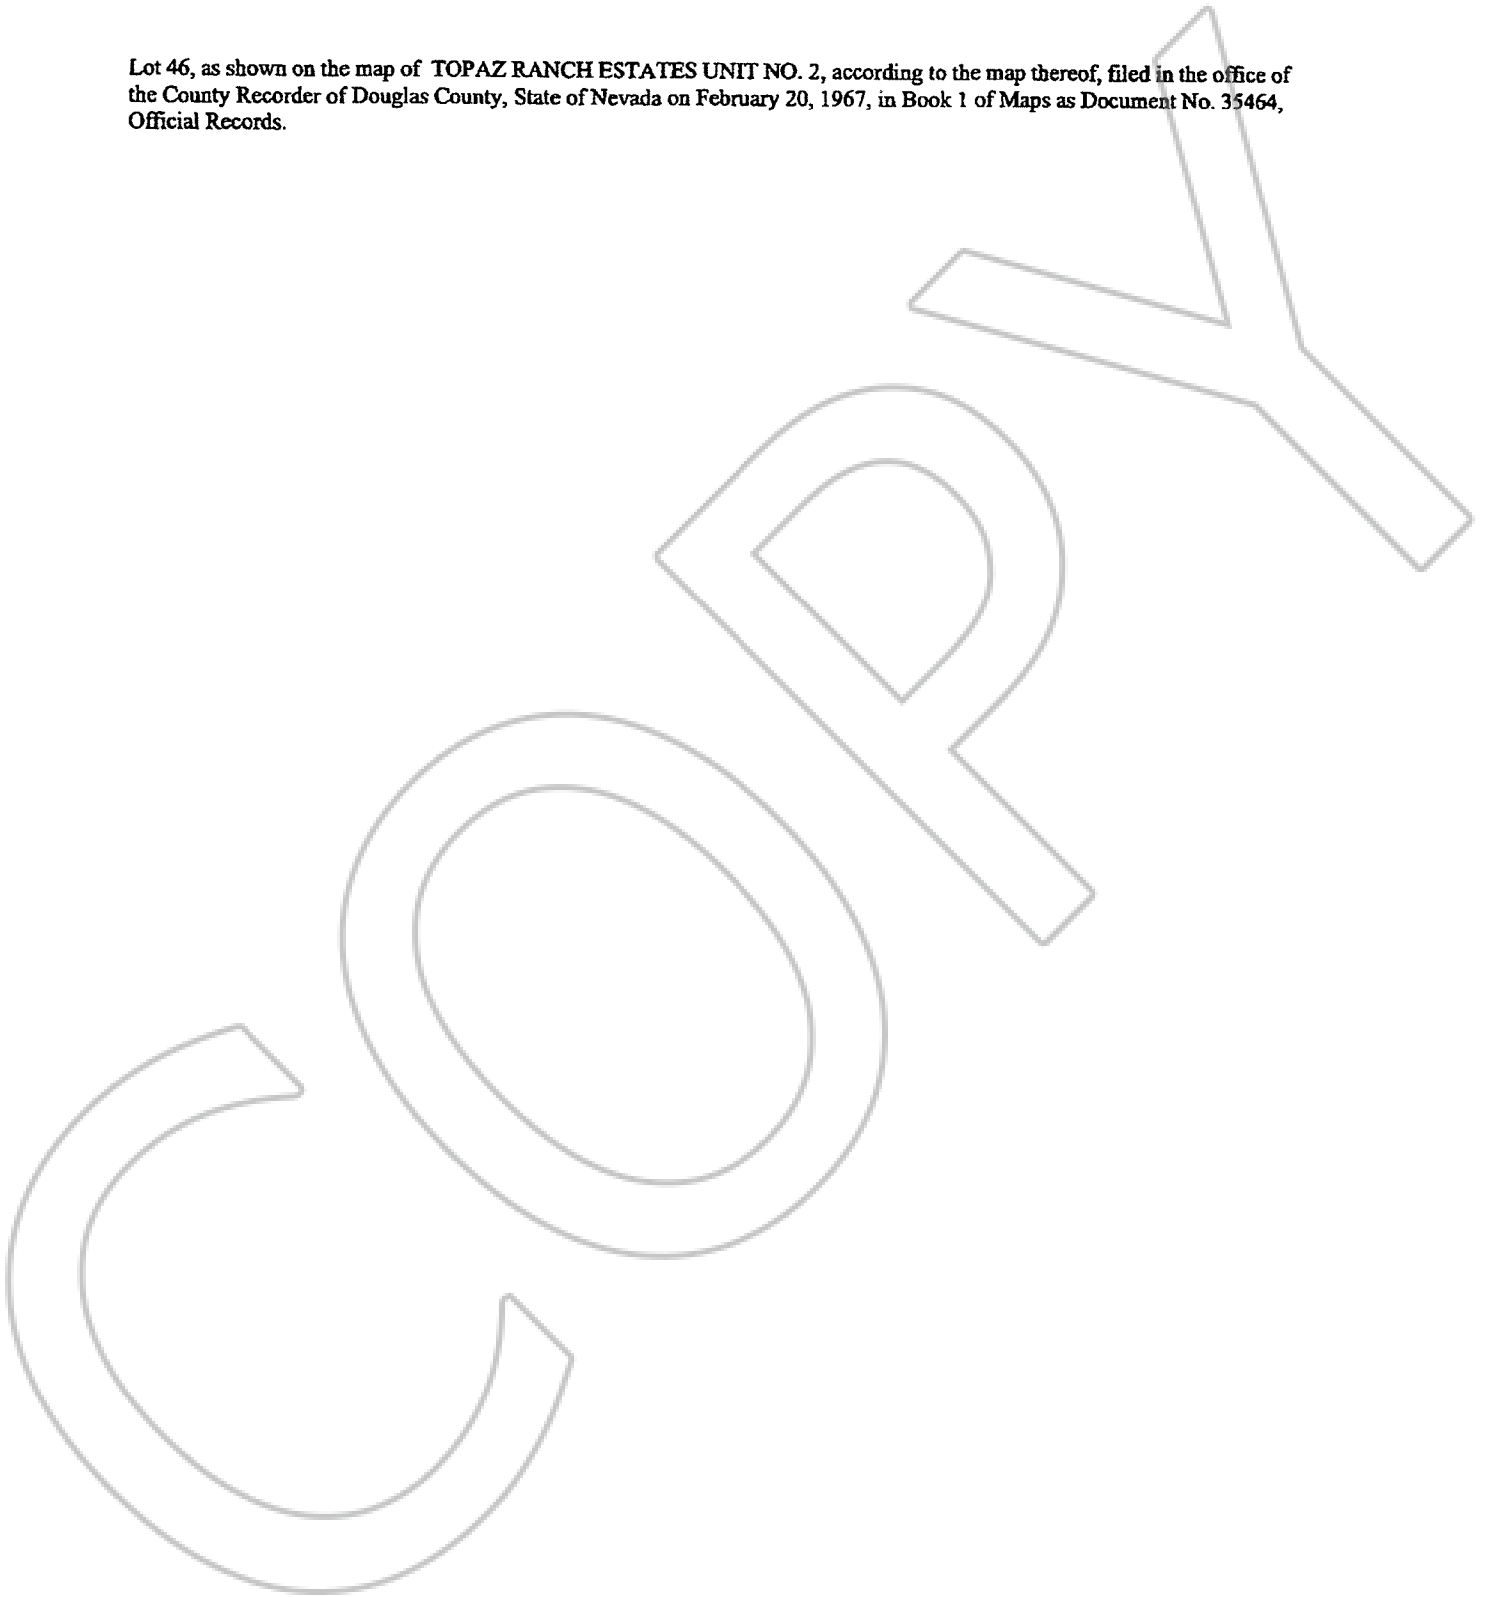 Lot 46, as shown on the map of TOPAZ RANCH ESTATES UNIT NO. 2, according to the map thereof, filed in the office of
the County Recorder of Douglas County, State of Nevada on February 20, 1967, in Book 1 of Maps as Document No. 35464,
Official Records.
COPY